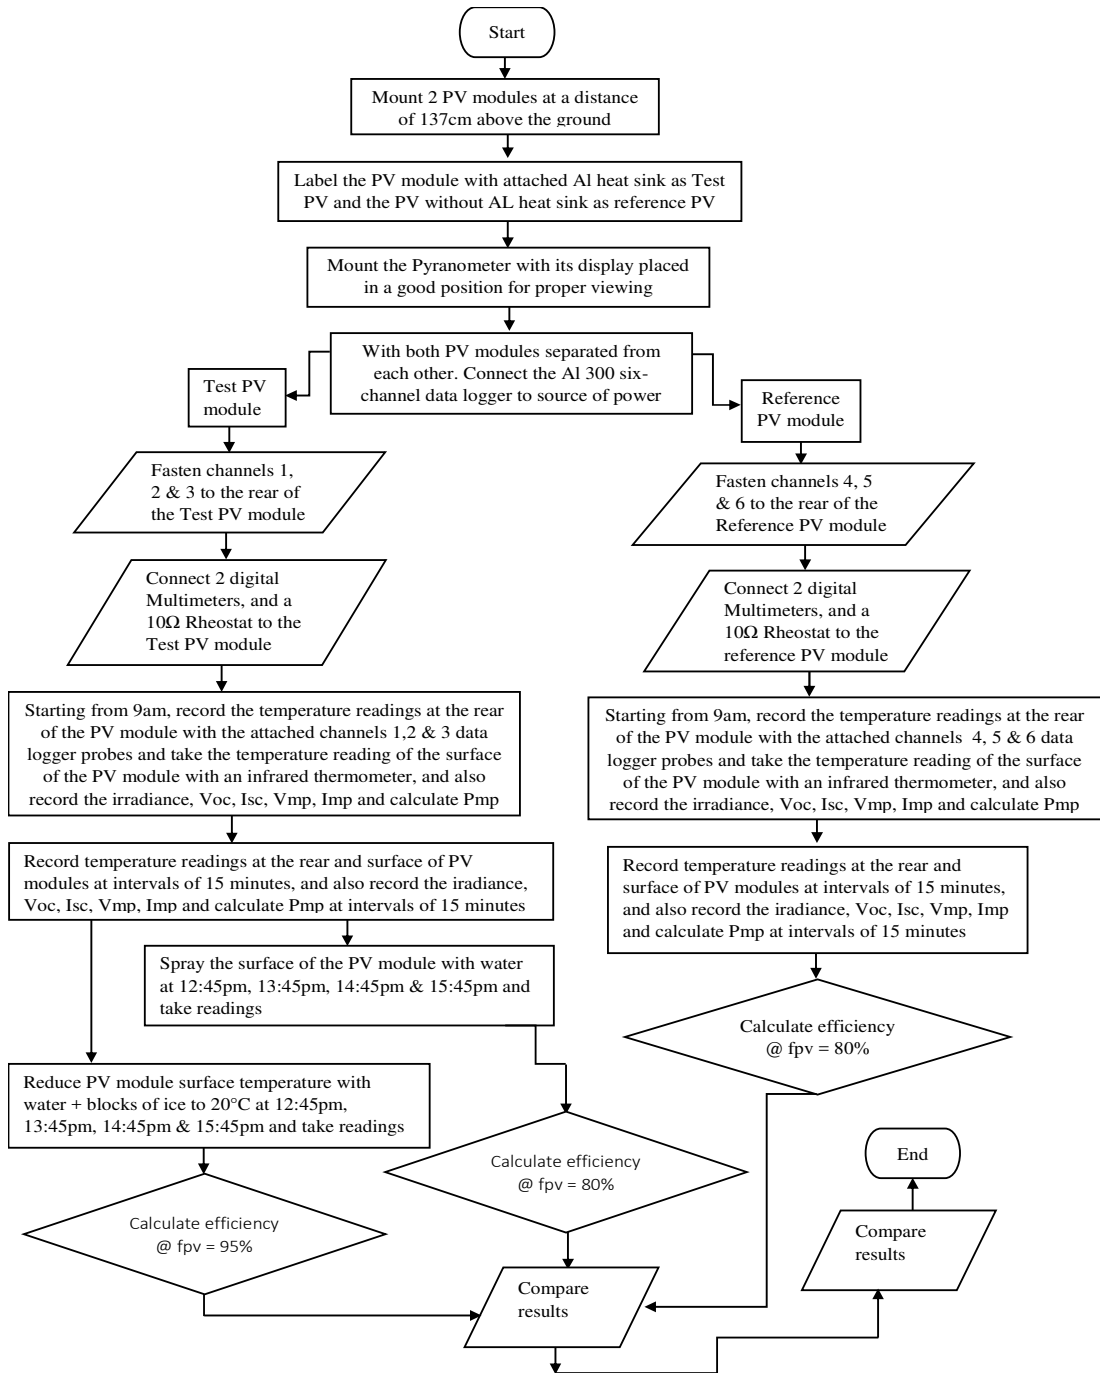 Start
Mount 2 PV modules at a distance
of 137cm above the ground
Label the PV module with attached Al heat sink as Test
PV and the PV without AL heat sink as reference PV
Mount the Pyranometer with its display placed
in a good position for proper viewing
With both PV modules separated from
each other. Connect the Al 300 six-
channel data logger to source of power
Test PV
module
Reference
PV module
Fasten channels 1,
2 & 3 to the rear of
the Test PV module
Fasten channels 4, 5
& 6 to the rear of the
Reference PV module
Connect 2 digital
Multimeters, and a
10Ω Rheostat to the
Test PV module
Connect 2 digital
Multimeters, and a
10Ω Rheostat to the
reference PV module
Starting from 9am, record the temperature readings at the rear
of the PV module with the attached channels 1,2 & 3 data
logger probes and take the temperature reading of the surface
of the PV module with an infrared thermometer, and also
record the irradiance, Voc, Isc, Vmp, Imp and calculate Pmp
Starting from 9am, record the temperature readings at the rear
of the PV module with the attached channels 4, 5 & 6 data
logger probes and take the temperature reading of the surface
of the PV module with an infrared thermometer, and also
record the irradiance, Voc, Isc, Vmp, Imp and calculate Pmp
Record temperature readings at the rear and surface of PV
modules at intervals of 15 minutes, and also record the iradiance,
Voc, Isc, Vmp, Imp and calculate Pmp at intervals of 15 minutes
Record temperature readings at the rear and
surface of PV modules at intervals of 15 minutes,
and also record the iradiance, Voc, Isc, Vmp, Imp
and calculate Pmp at intervals of 15 minutes
Spray the surface of the PV module with water
at 12:45pm, 13:45pm, 14:45pm & 15:45pm and
take readings
Calculate efficiency
@ fpv = 80%
Reduce PV module surface temperature with
water + blocks of ice to 20°C at 12:45pm,
13:45pm, 14:45pm & 15:45pm and take readings
Calculate efficiency
@ fpv = 80%
Calculate efficiency
@ fpv = 95%
End
Compare
results
Compare
results